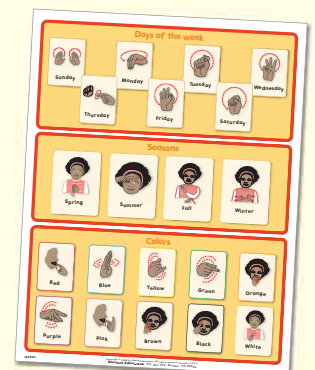 Days of the week
Sunday
Monday
Tuesday
Wednesday
Thursday
Friday
Saturday
Seasons
Spring
Summer
Fall
Winter
Colors
Red
Blue
Yellow
Green
Orange
Purple
Pink
Brown
Black
White